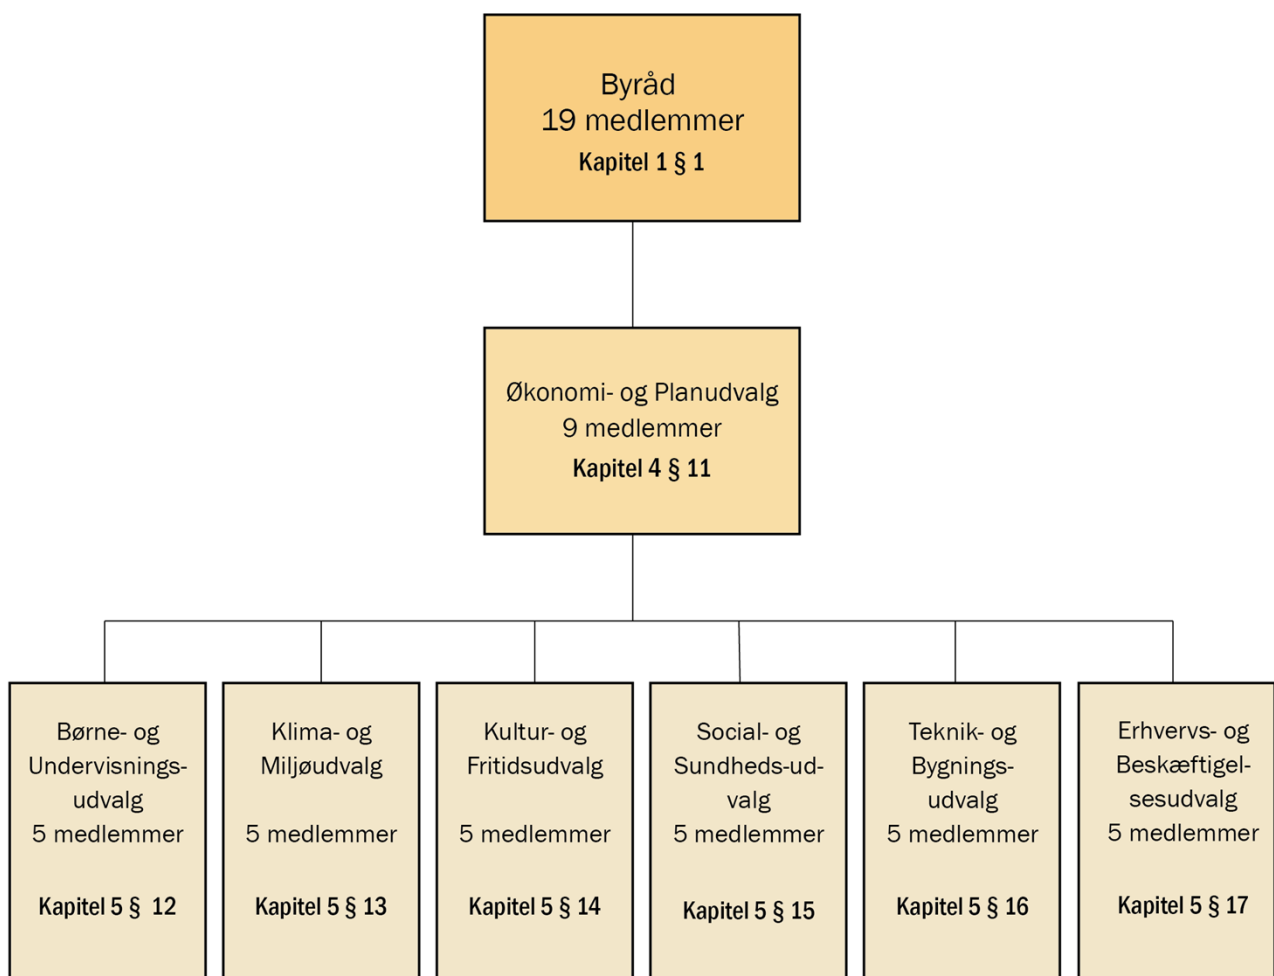 Byråd
19 medlemmer
Kapitel 1 § 1
Økonomi- og Planudvalg
9 medlemmer
Kapitel 4 § 11
Børne- og
Undervisnings-
udvalg
5 medlemmer
Kapitel 5 § 12
Klima- og
Miljøudvalg
5 medlemmer
Kapitel 5 § 13
Kultur- og
Fritidsudvalg
5 medlemmer
Kapitel 5 § 14
Social- og
Sundheds-ud-
valg
5 medlemmer
Kapitel 5 § 15
Teknik- og
Bygnings-
udvalg
5 medlemmer
Kapitel 5 § 16
Erhvervs- og
Beskæftigel-
sesudvalg
5 medlemmer
Kapitel 5 § 17